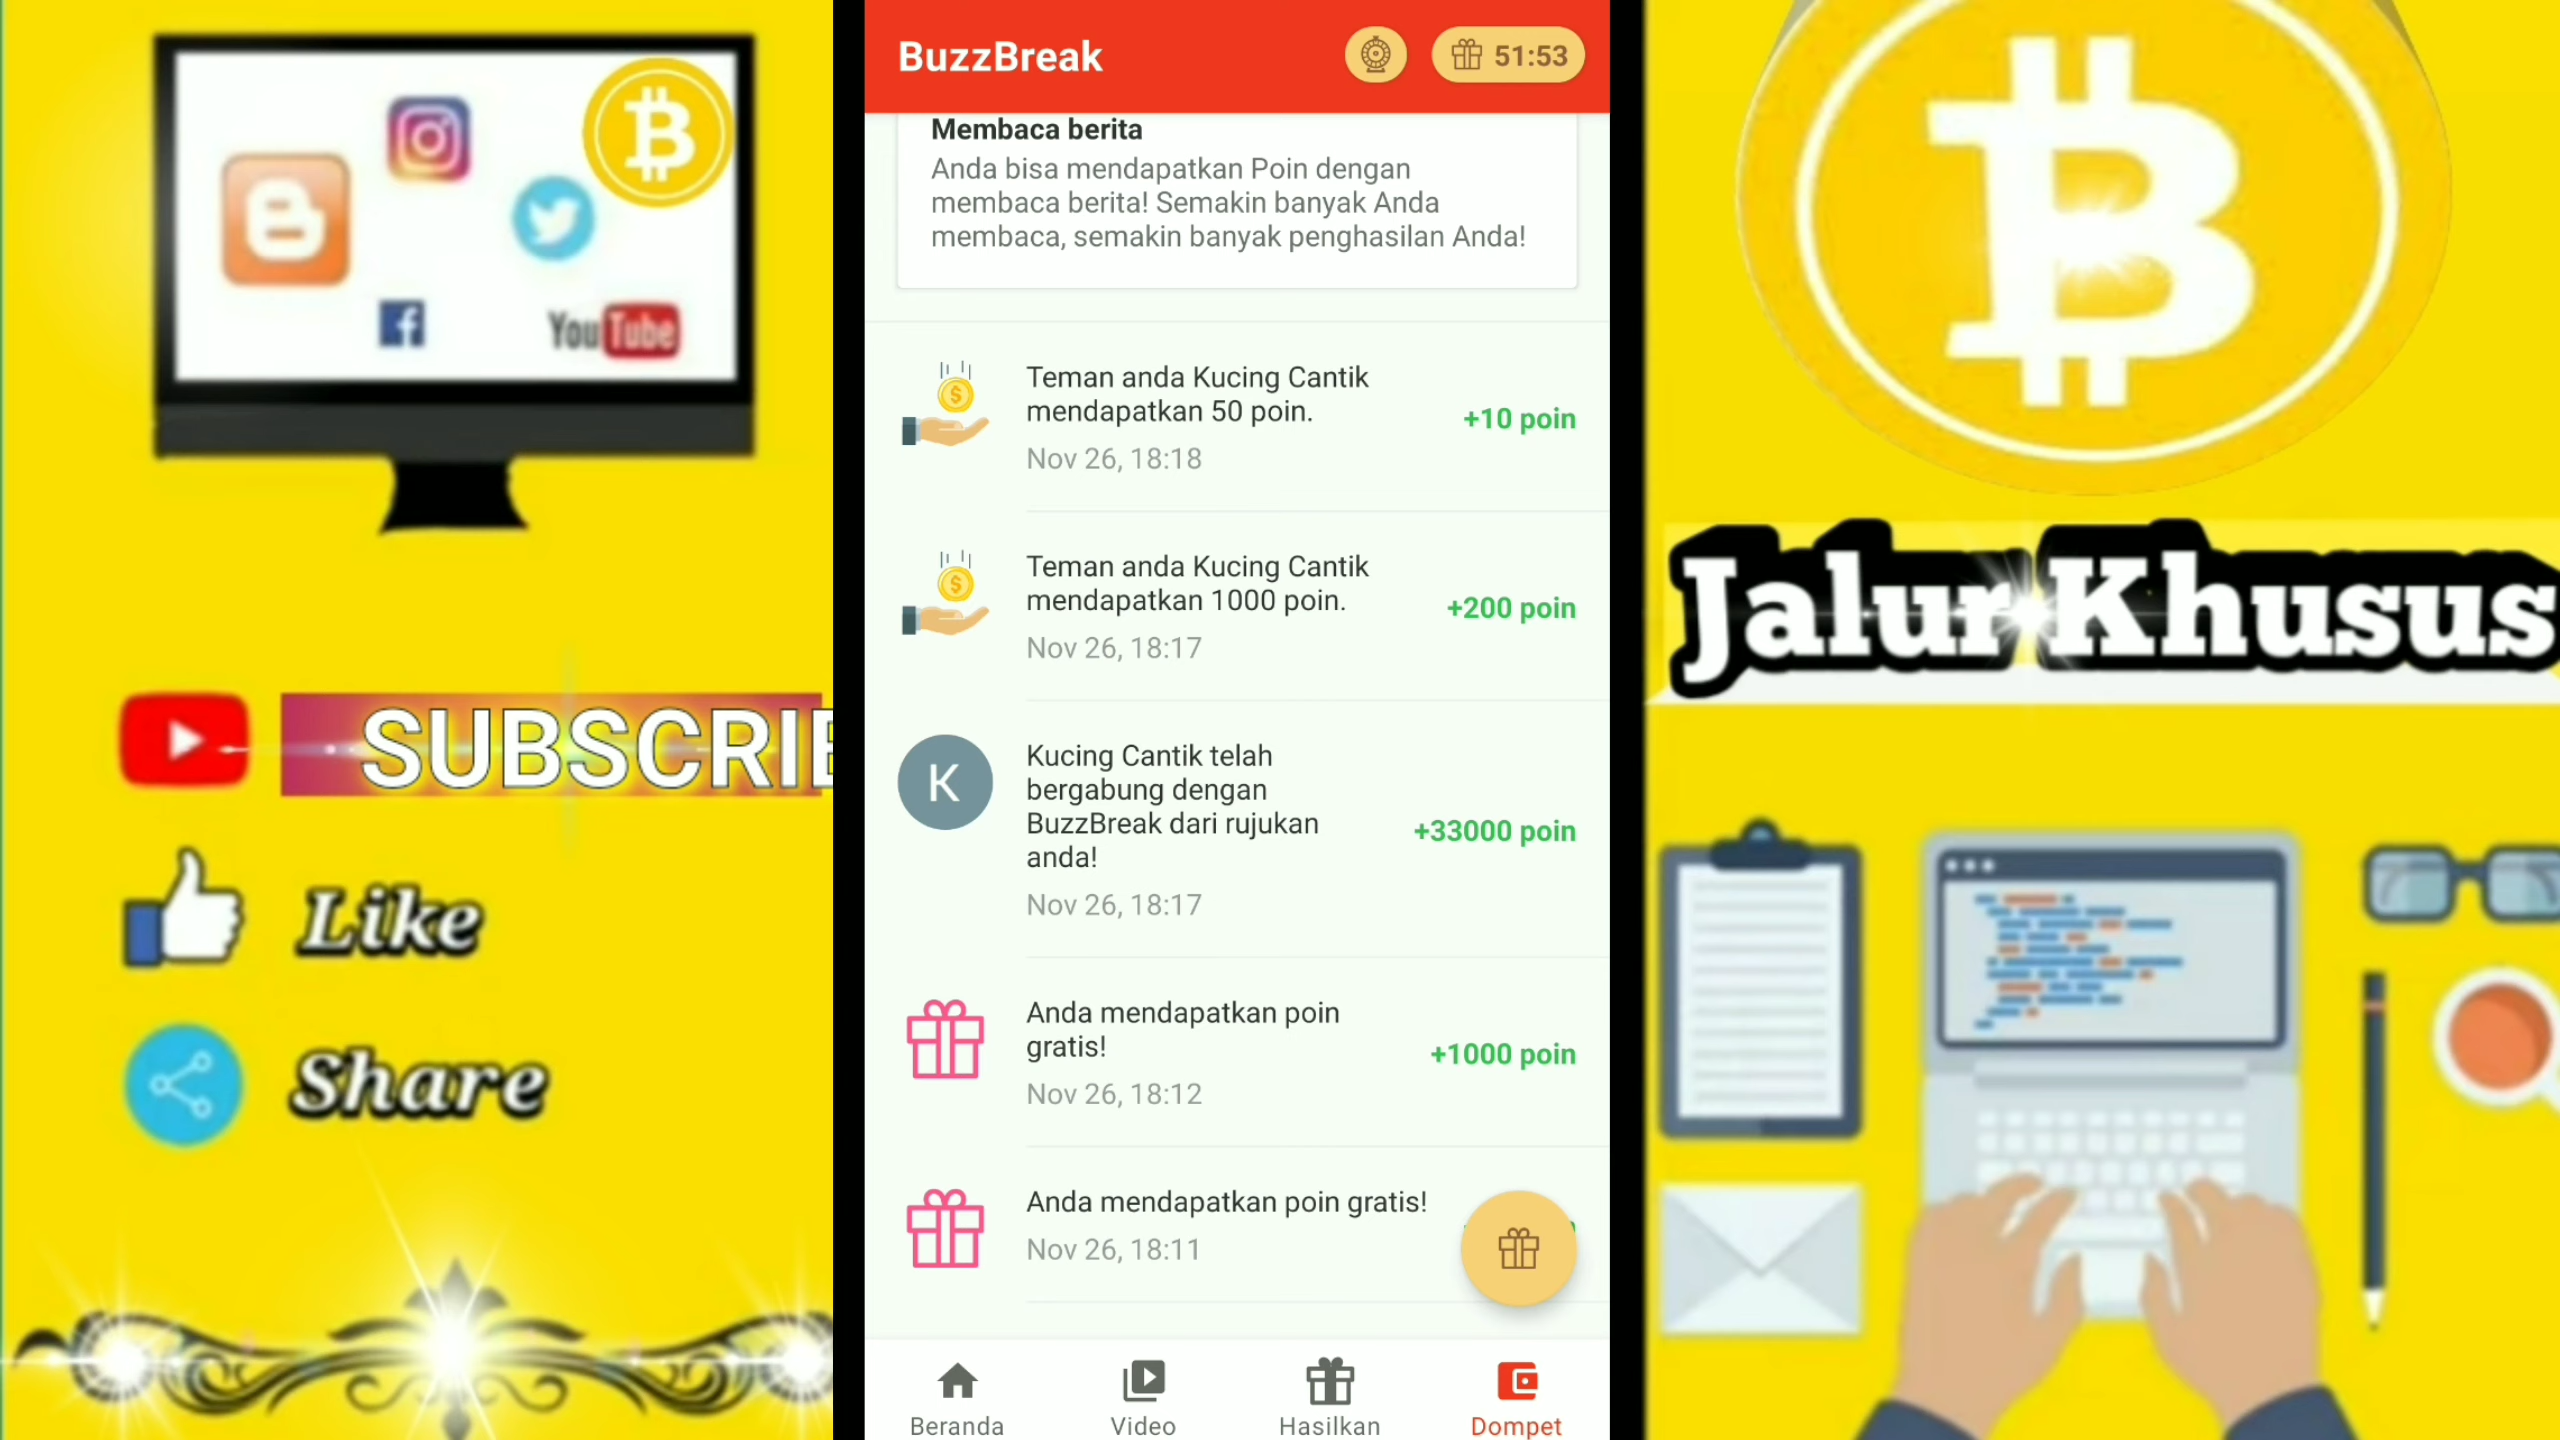 YouTube
SUBSCRIB
Like
Share
BuzzBreak
51:53
Membaca berita
Anda bisa mendapatkan Poin dengan
membaca berita! Semakin banyak Anda
membaca, semakin banyak penghasilan Anda!
Teman anda Kucing Cantik
mendapatkan 50 poin.
+10 poin
Nov 26, 18:18
Teman anda Kucing Cantik
mendapatkan 1000 poin.
+200 poin
Nov 26, 18:17
K
Kucing Cantik telah
bergabung dengan
BuzzBreak dari rujukan
anda!
+33000 poin
Nov 26, 18:17
Anda mendapatkan poin
gratis!
+1000 poin
Nov 26, 18:12
Anda mendapatkan poin gratis!
Nov 26, 18:11
Beranda
Video
Hasilkan
Dompet
Jalur Khusus